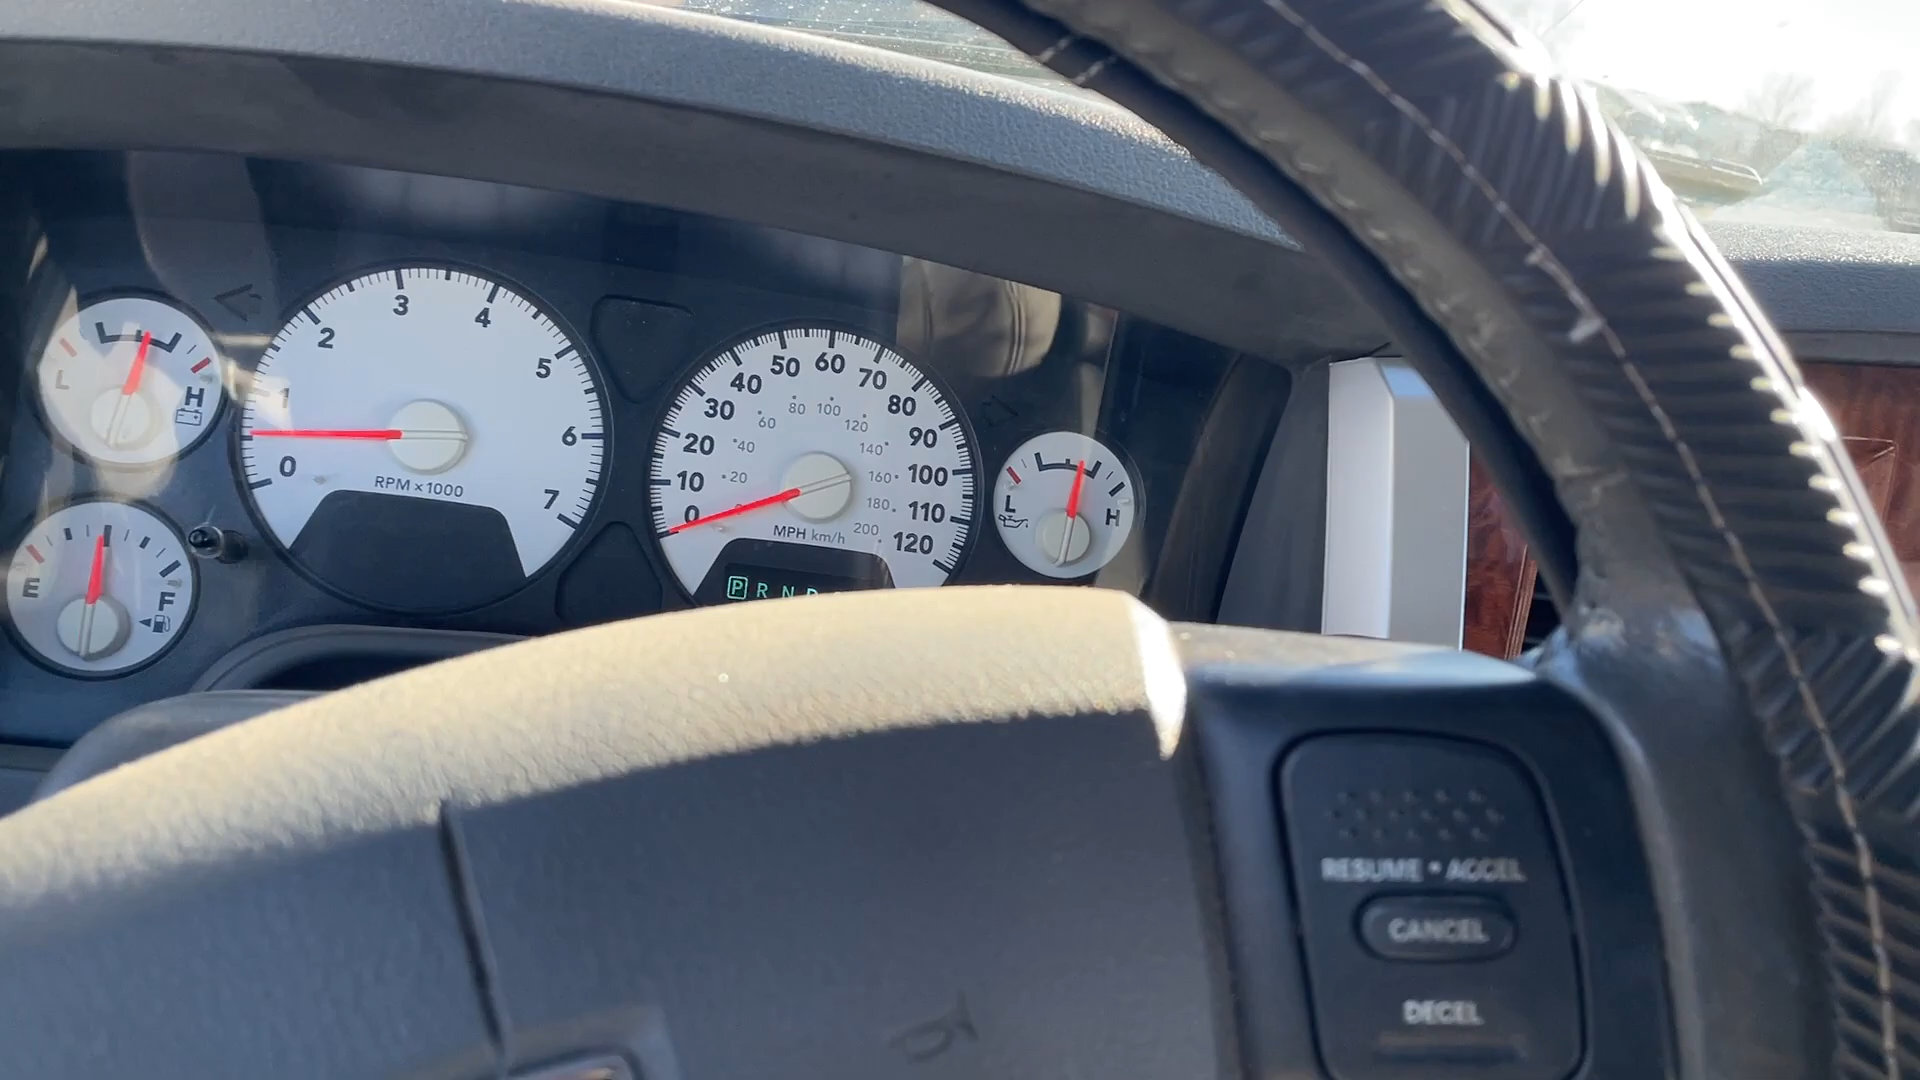 L H
E F
0 1 2 3 4 5 6 7
RPM x 1000
0 10 20 30 40 50 60 70 80 90 100 110 120
20 40 60 80 100 120 140 160 180 200
MPH km/h
P R N D
L H
RESUME • ACCEL
CANCEL
DECEL